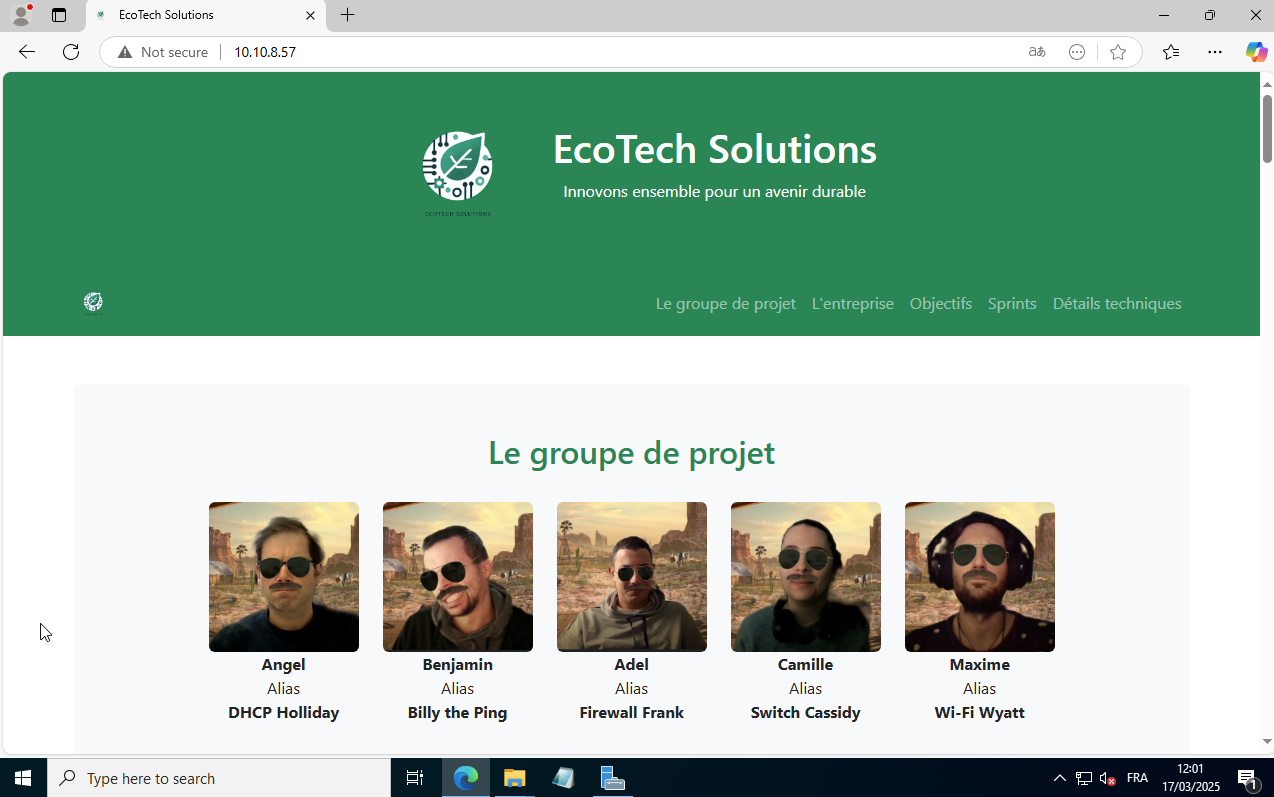 EcoTech Solutions
Not secure
10.10.8.57
aあ
EcoTech Solutions
Innovons ensemble pour un avenir durable
ECOTECH SOLUTIONS
Le groupe de projet L'entreprise Objectifs Sprints Détails techniques
Le groupe de projet
Angel Benjamin Adel Camille Maxime
Alias Alias Alias Alias Alias
DHCP Holliday Billy the Ping Firewall Frank Switch Cassidy Wi-Fi Wyatt
Type here to search
FRA
12:01
17/03/2025
1